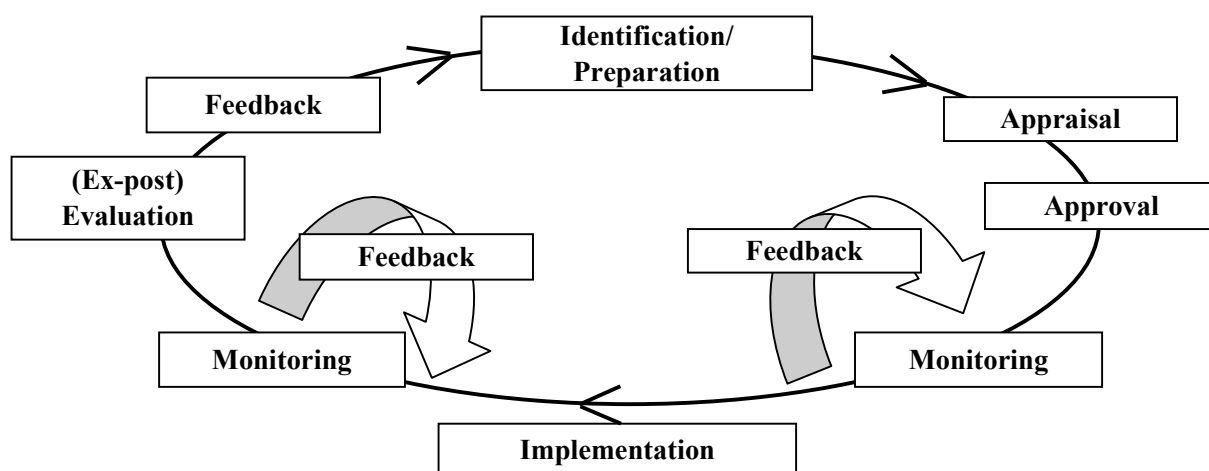 Identification/
Preparation
Feedback
Appraisal
(Ex-post)
Evaluation
Approval
Feedback
Feedback
Monitoring
Monitoring
Implementation